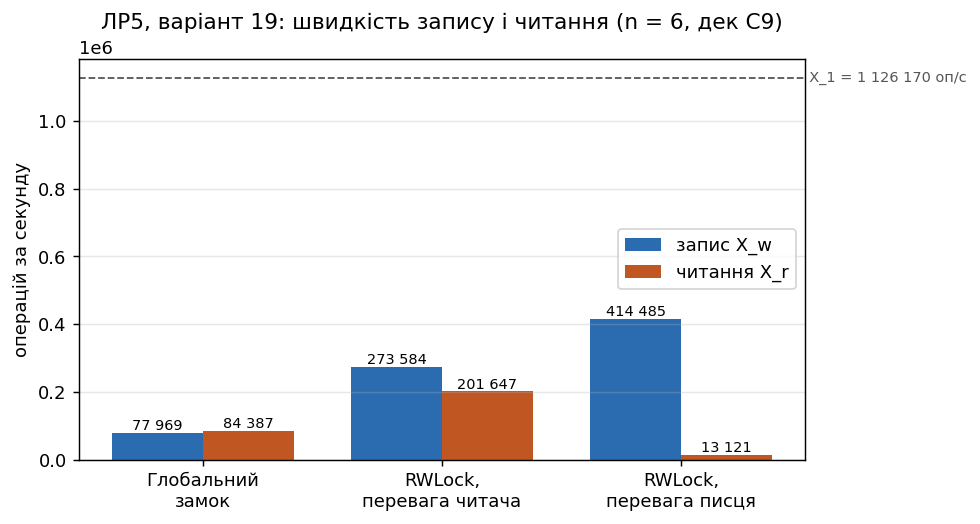 ЛР5, варіант 19: швидкість запису і читання (n = 6, дек C9)
1e6
X_1 = 1 126 170 оп/с
1.0
0.8
0.6
0.4
0.2
0.0
операцій за секунду
запис X_w
читання X_r
77 969
84 387
273 584
201 647
414 485
13 121
Глобальний
замок
RWLock,
перевага читача
RWLock,
перевага писця